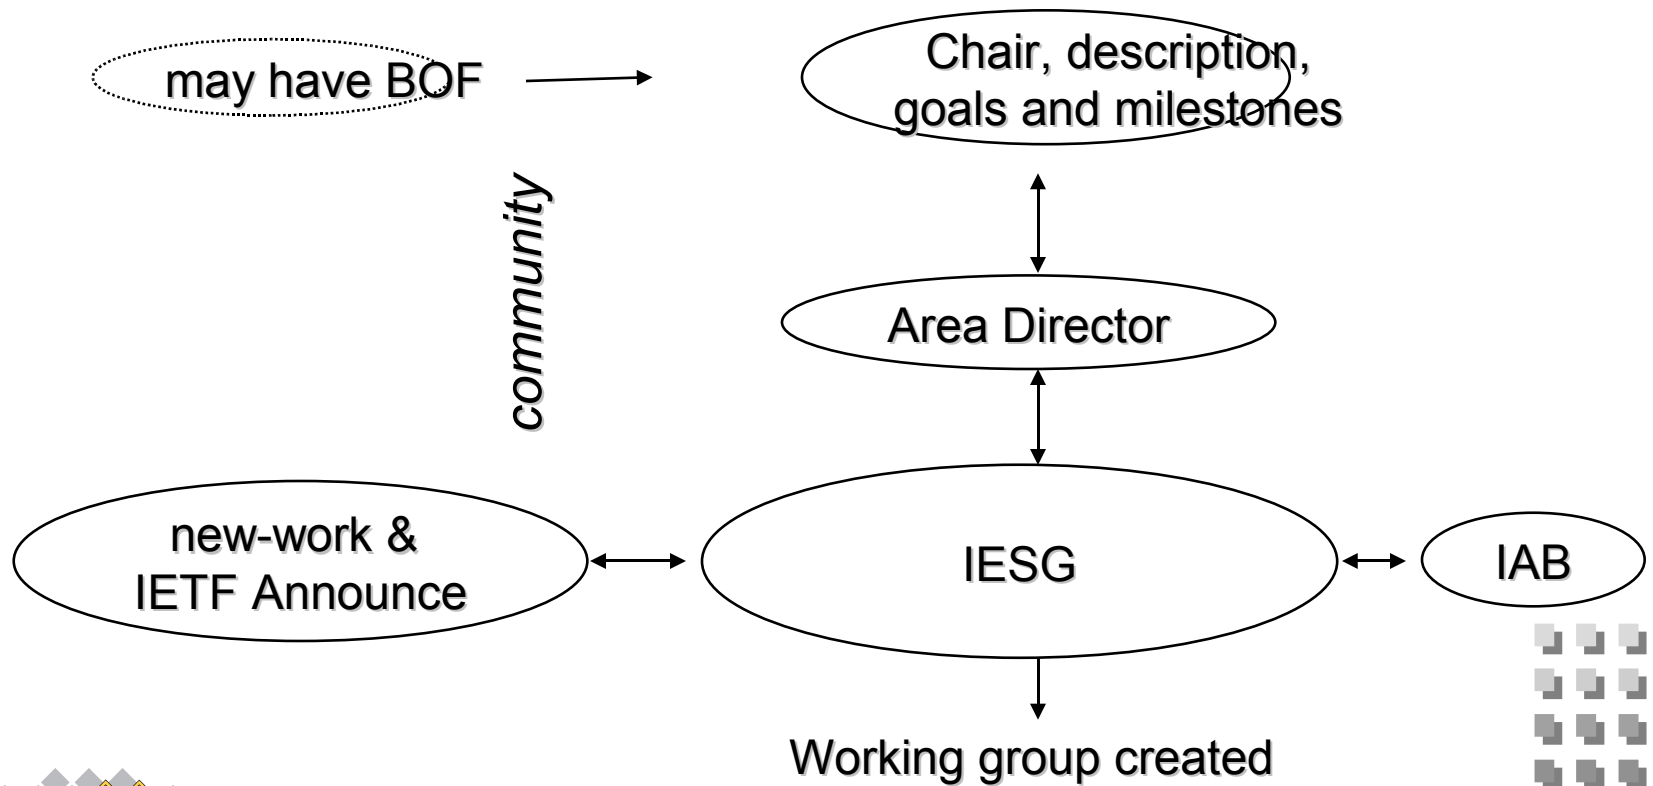 may have BOF
Chair, description,
goals and milestones
community
Area Director
new-work &
IETF Announce
IESG
IAB
Working group created